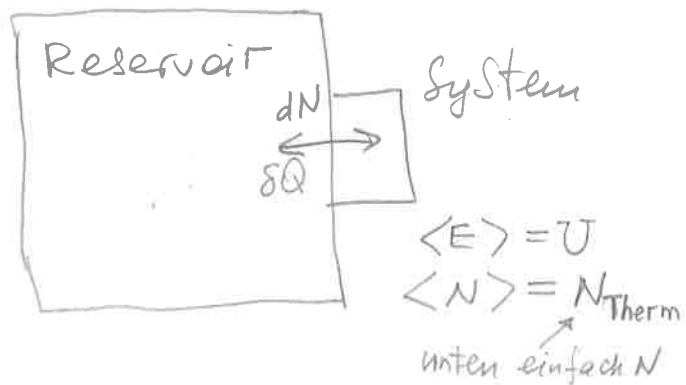 Reservoir
System
dN
δQ
<E> = U
<N> = N_Therm
unten einfach N